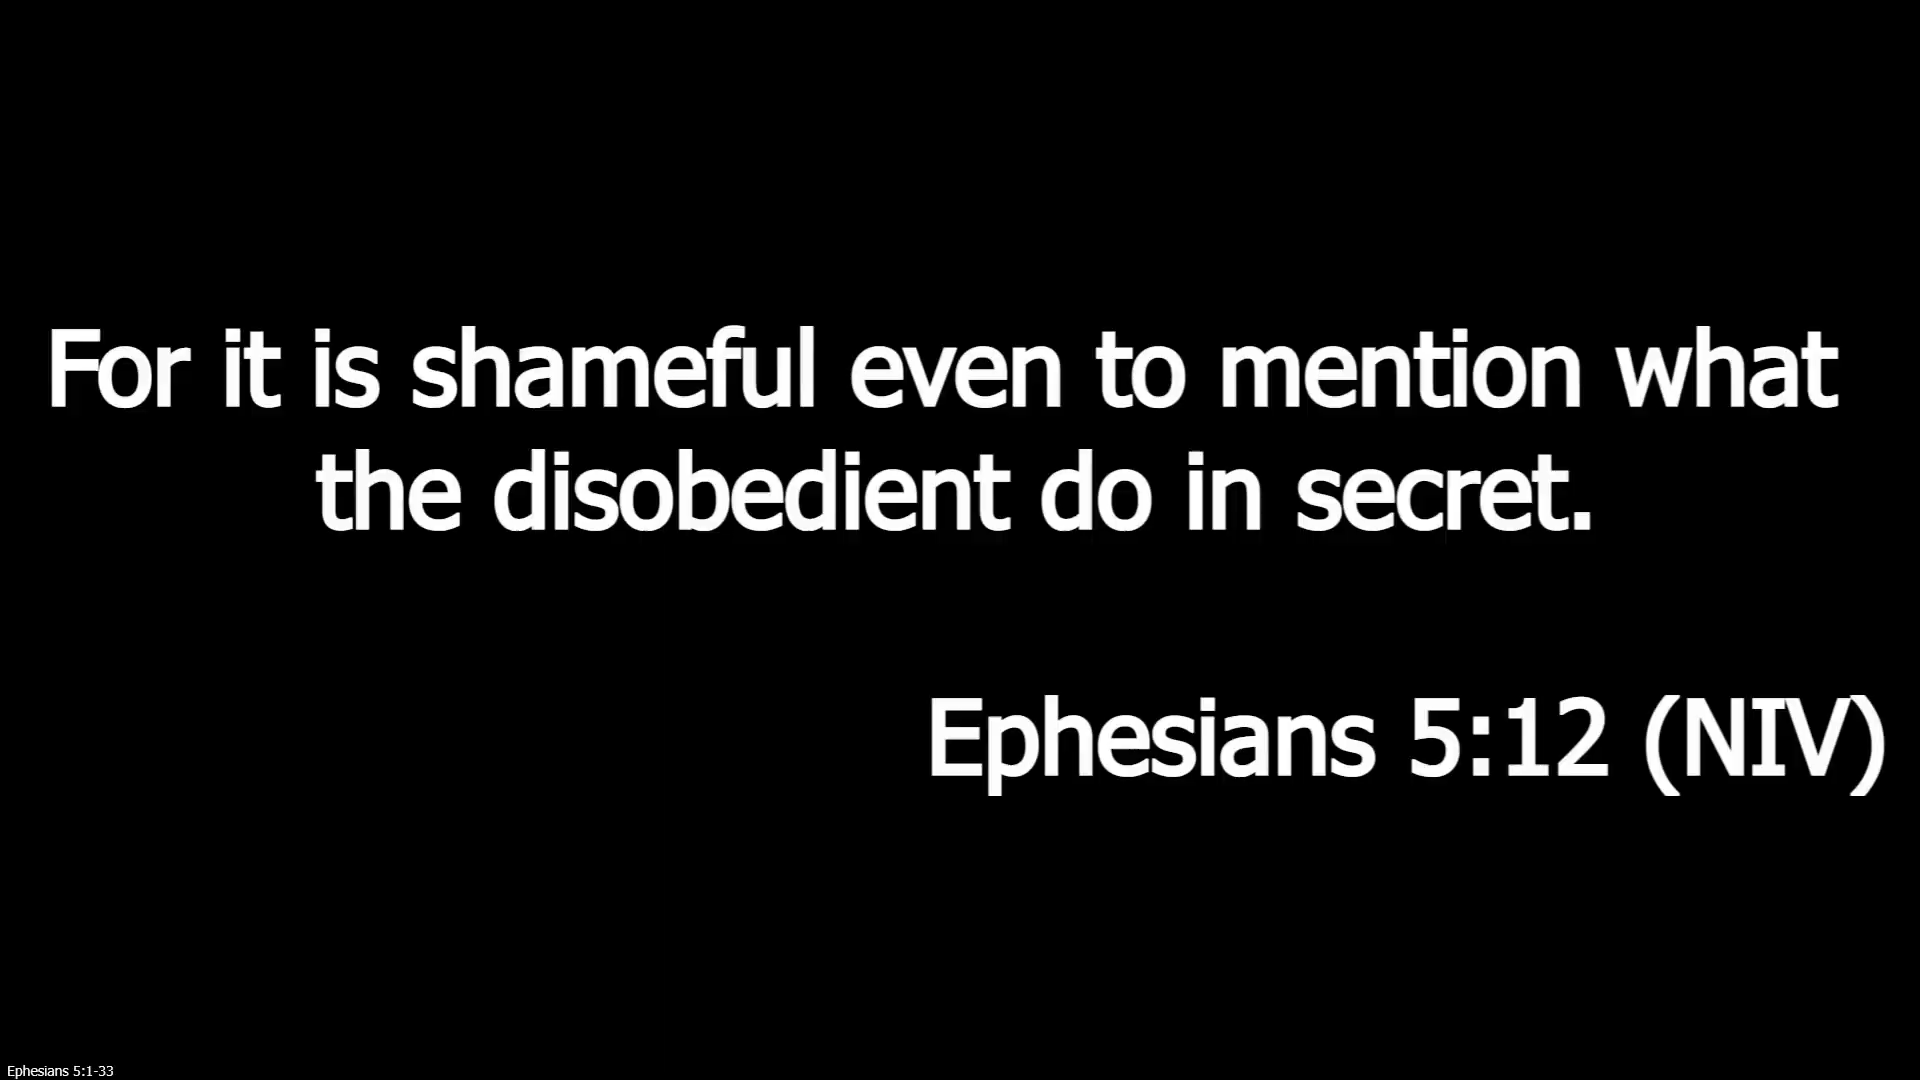 For it is shameful even to mention what
the disobedient do in secret.
Ephesians 5:12 (NIV)
Ephesians 5:1-33